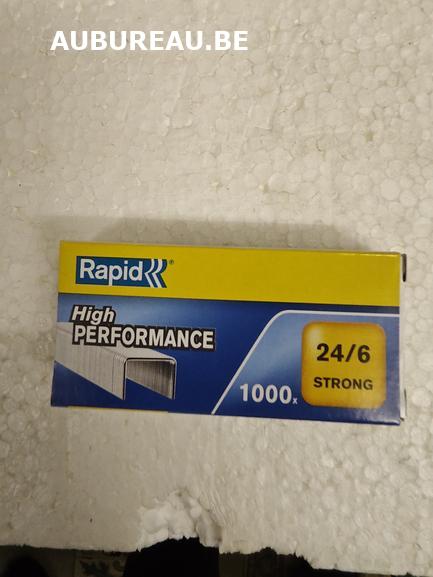 AUBUREAU.BE
Rapid®
High
PERFORMANCE
24/6
STRONG
1000x